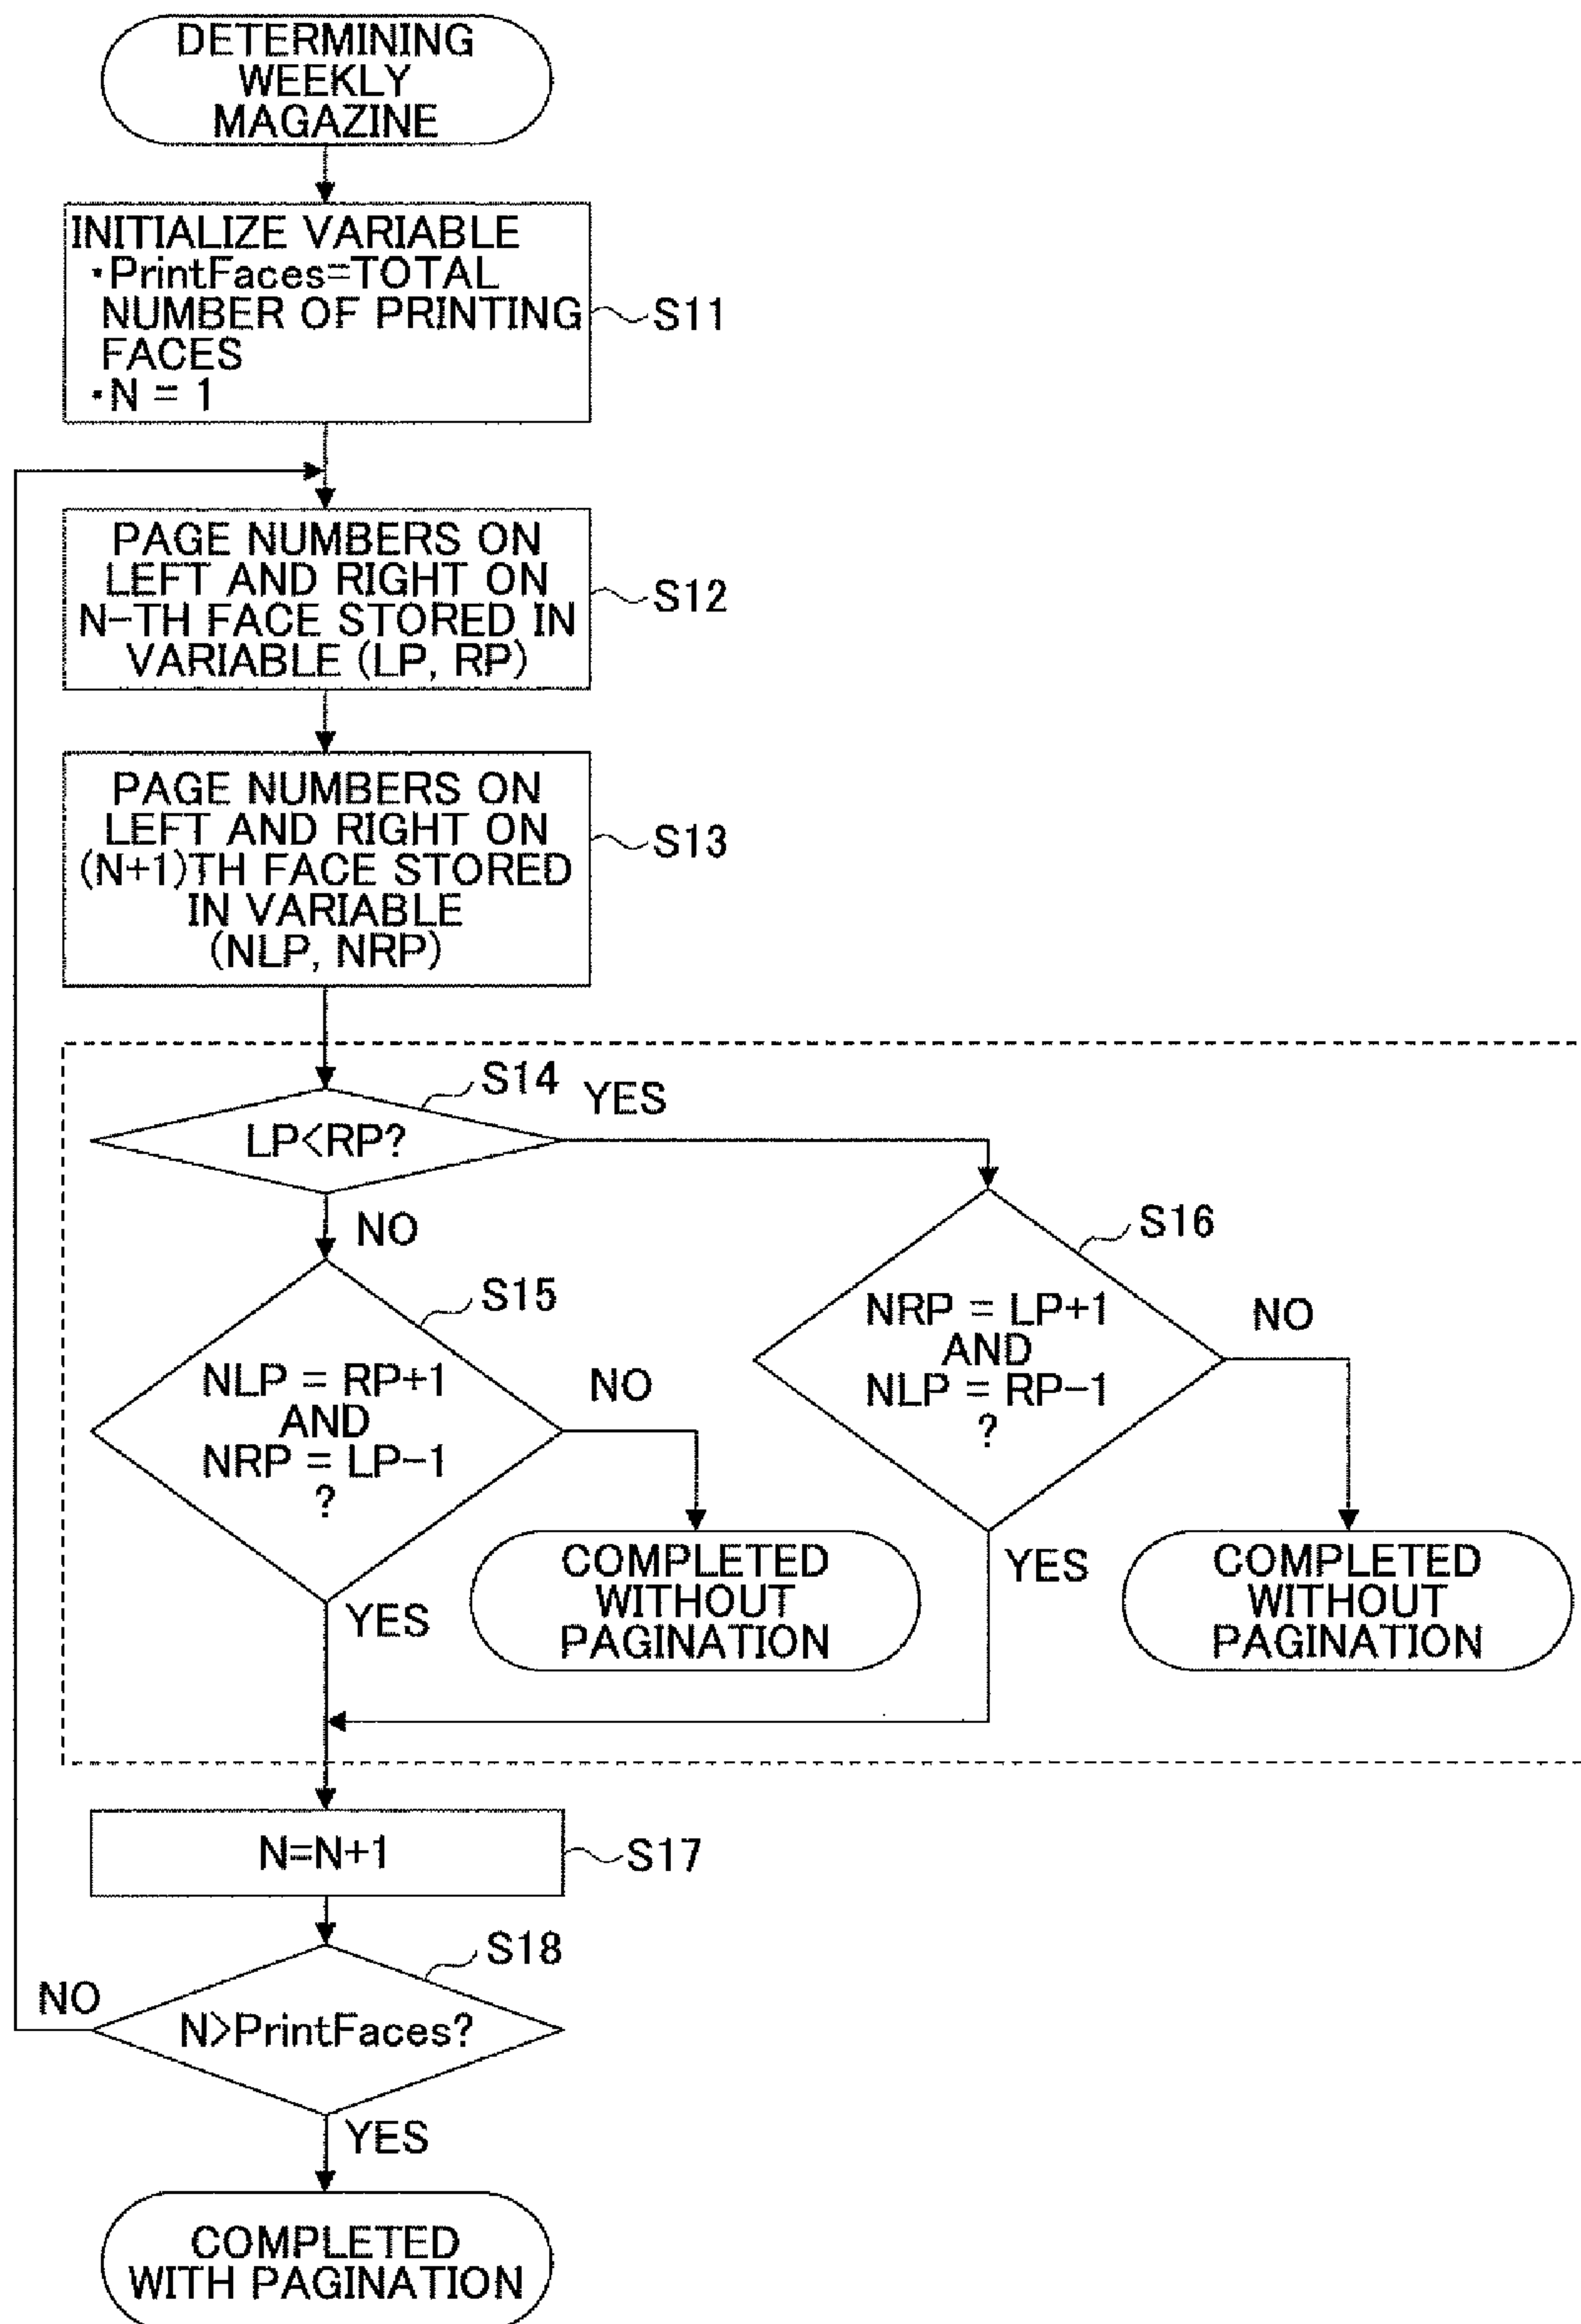 DETERMINING
WEEKLY
MAGAZINE
INITIALIZE VARIABLE
・PrintFaces=TOTAL
NUMBER OF PRINTING
FACES
・N = 1
S11
PAGE NUMBERS ON
LEFT AND RIGHT ON
N-TH FACE STORED IN
VARIABLE (LP, RP)
S12
PAGE NUMBERS ON
LEFT AND RIGHT ON
(N+1)TH FACE STORED
IN VARIABLE
(NLP, NRP)
S13
S14
YES
LP<RP?
NO
S16
NRP = LP+1
AND
NLP = RP-1
?
NO
S15
NLP = RP+1
AND
NRP = LP-1
?
NO
YES
COMPLETED
WITHOUT
PAGINATION
YES
COMPLETED
WITHOUT
PAGINATION
N=N+1
S17
S18
NO
N>PrintFaces?
YES
COMPLETED
WITH PAGINATION